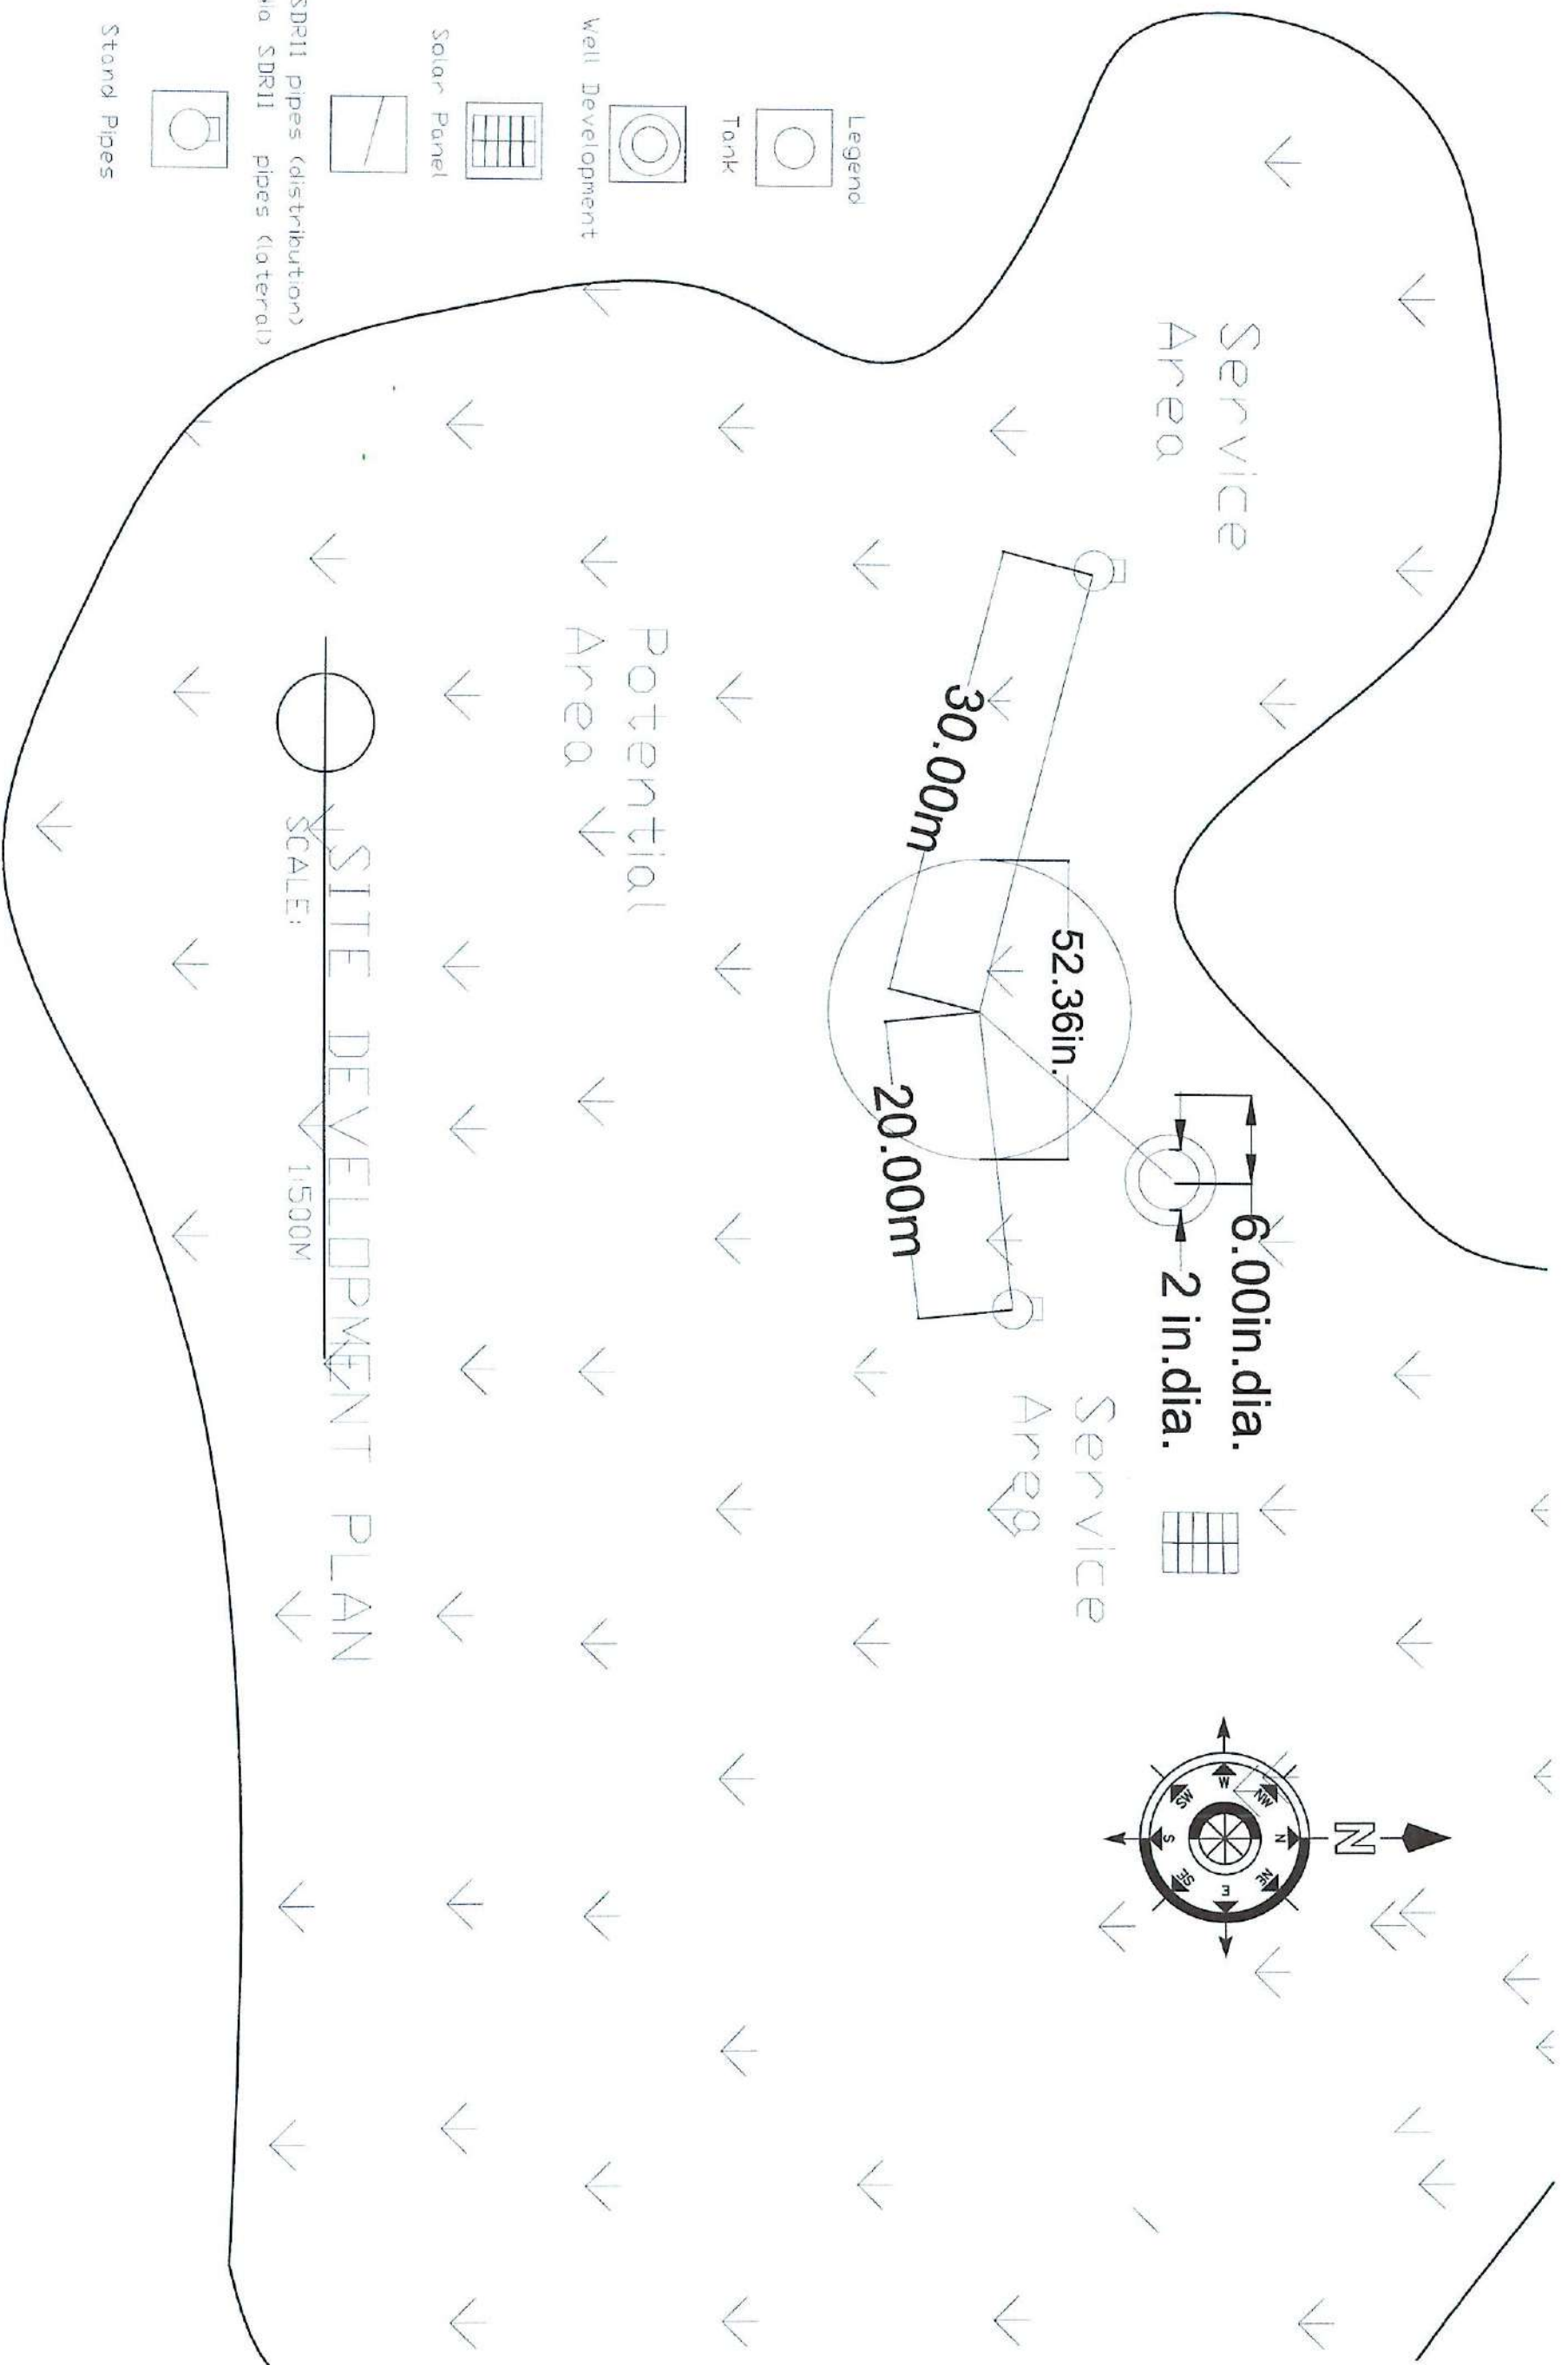 Legend
Tank
Well Development
Solar Panel
SDR11 pipes (distribution)
SDR11 pipes (lateral)
Stand Pipes
Service
Area
Potential
Area
30.00m
52.36in.
20.00m
6.00in.dia.
2 in.dia.
Service
Area
N
N
NE
E
SE
S
SW
W
NW
SITE DEVELOPMENT PLAN
SCALE: 1:500M